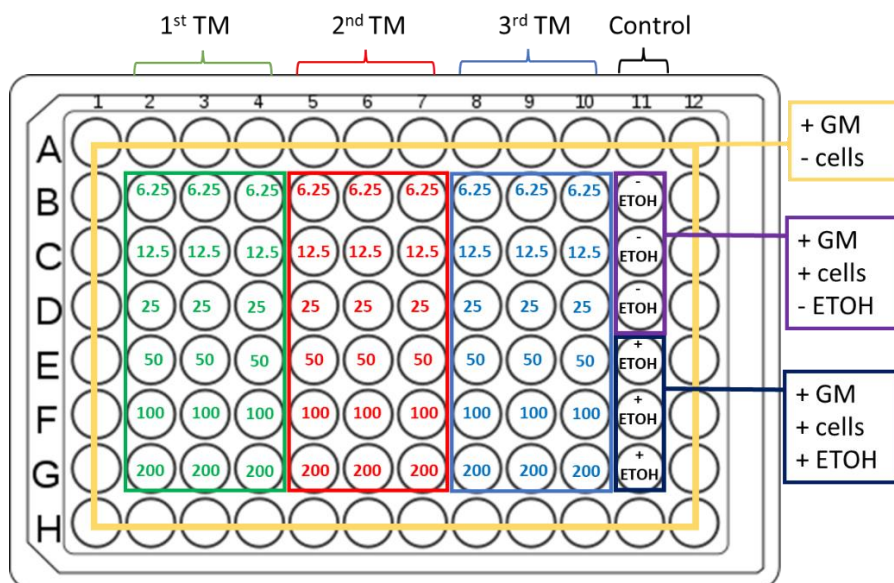 1st TM 2nd TM 3rd TM Control
1 2 3 4 5 6 7 8 9 10 11 12
A
B 6.25 6.25 6.25 6.25 6.25 6.25 6.25 6.25 6.25 - ETOH
C 12.5 12.5 12.5 12.5 12.5 12.5 12.5 12.5 12.5 - ETOH
D 25 25 25 25 25 25 25 25 25 - ETOH
E 50 50 50 50 50 50 50 50 50 + ETOH
F 100 100 100 100 100 100 100 100 100 + ETOH
G 200 200 200 200 200 200 200 200 200 + ETOH
H
+ GM
- cells
+ GM
+ cells
- ETOH
+ GM
+ cells
+ ETOH